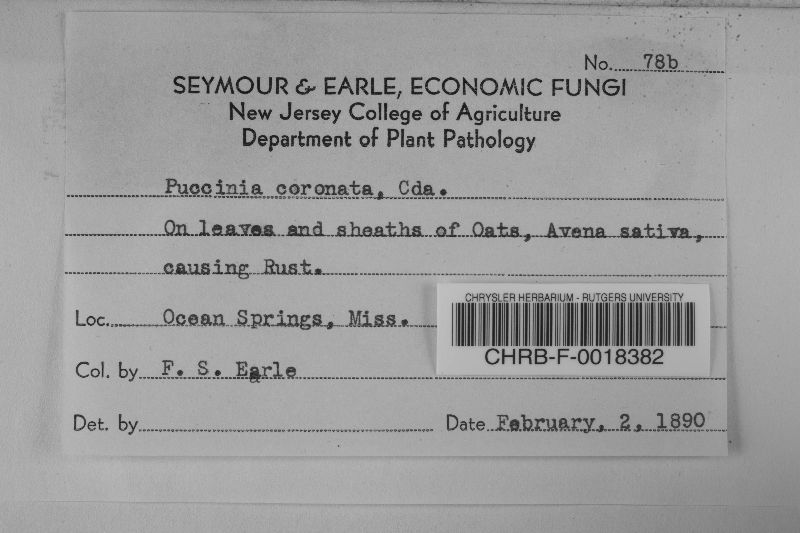 No. 78b
SEYMOUR & EARLE, ECONOMIC FUNGI
New Jersey College of Agriculture
Department of Plant Pathology
Puccinia coronata, Cda.
On leaves and sheaths of Oats, Avena sativa,
causing Rust.
Loc. Ocean Springs, Miss.
CHRYSLER HERBARIUM - RUTGERS UNIVERSITY
CHRB-F-0018382
Col. by F. S. Earle
Det. by
Date February, 2, 1890